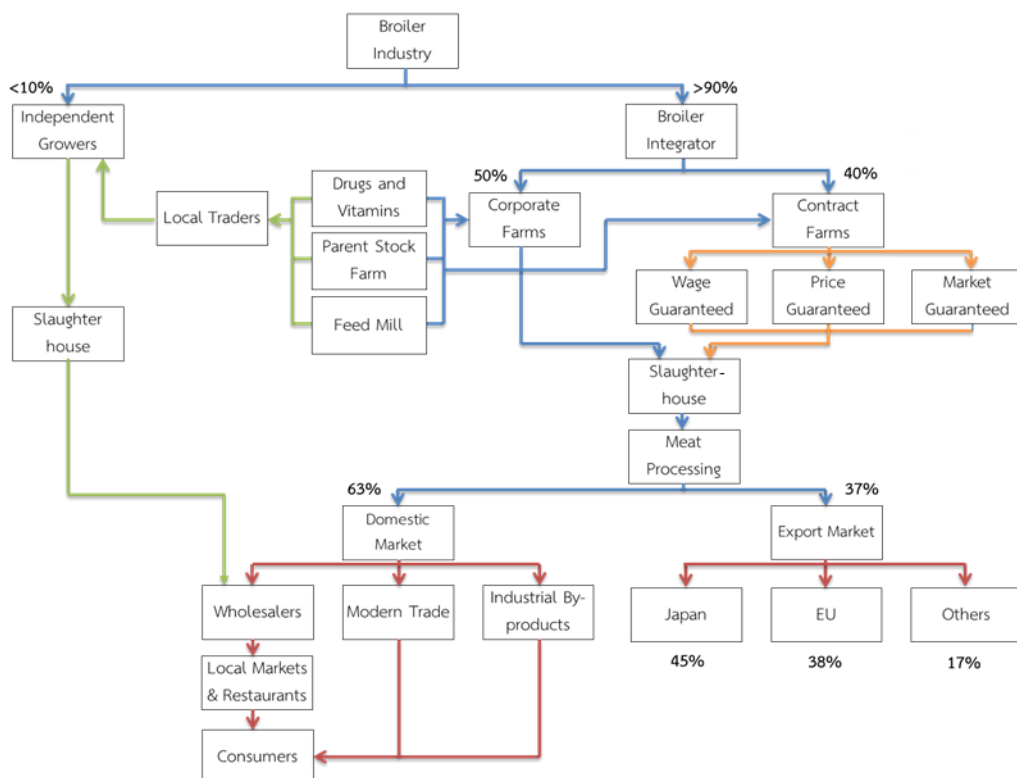 Broiler
Industry
<10%
>90%
Independent
Growers
Broiler
Integrator
50%
40%
Drugs and
Vitamins
Local Traders
Corporate
Farms
Contract
Farms
Parent Stock
Farm
Wage
Guaranteed
Price
Guaranteed
Market
Guaranteed
Feed Mill
Slaughter
house
Slaughter-
house
Meat
Processing
63%
37%
Domestic
Market
Export Market
Wholesalers
Modern Trade
Industrial By-
products
Japan
EU
Others
45%
38%
17%
Local Markets
& Restaurants
Consumers